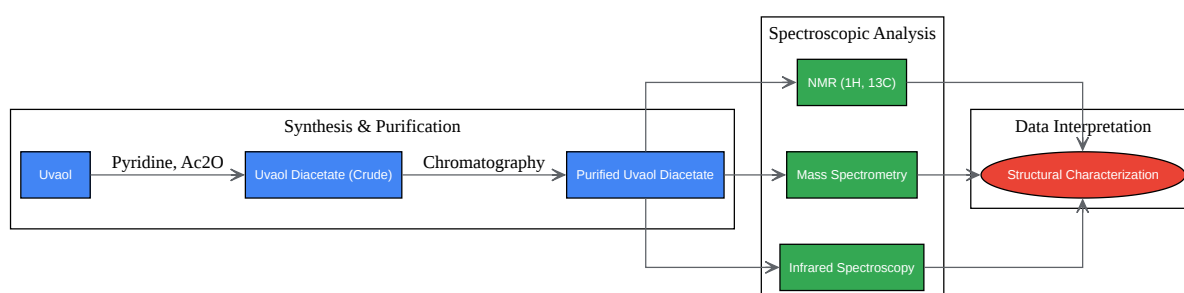 Spectroscopic Analysis
NMR (1H, 13C)
Synthesis & Purification
Data Interpretation
Uvaol
Pyridine, Ac2O
Uvaol Diacetate (Crude)
Chromatography
Purified Uvaol Diacetate
Mass Spectrometry
Structural Characterization
Infrared Spectroscopy